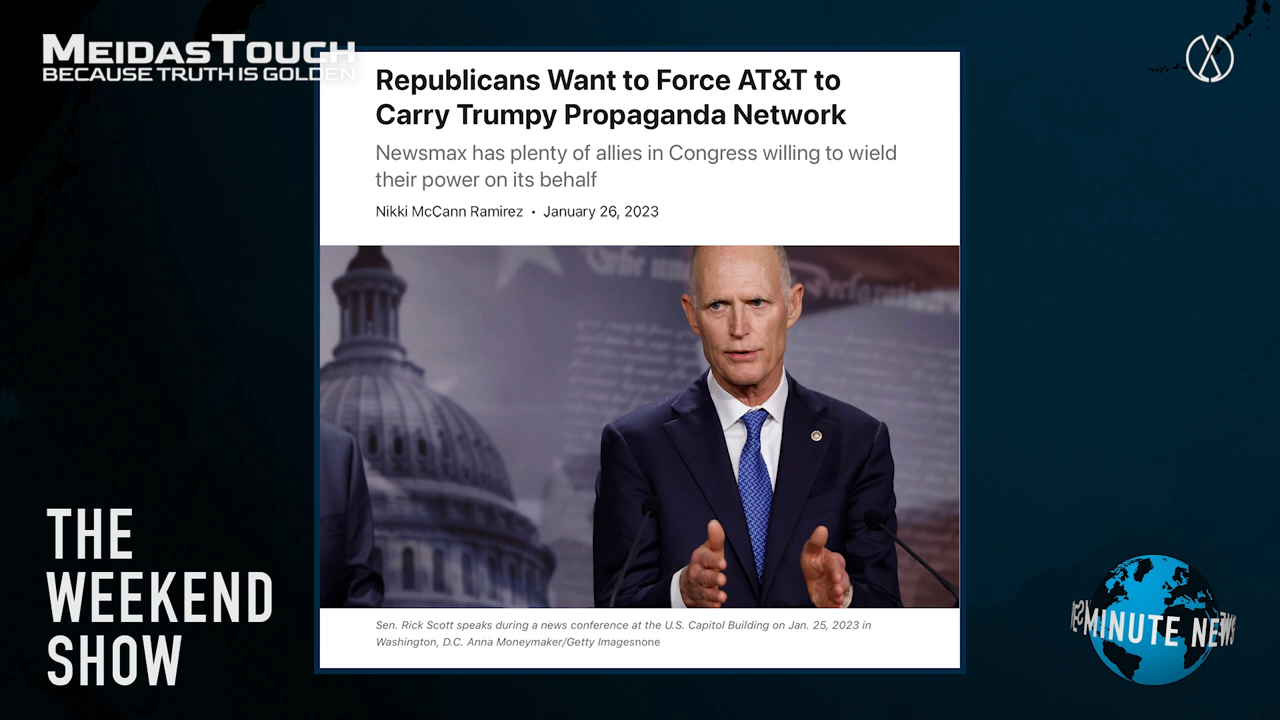 MEIDASTOUCH
BECAUSE TRUTH IS GOLDEN
Republicans Want to Force AT&T to
Carry Trumpy Propaganda Network
Newsmax has plenty of allies in Congress willing to wield
their power on its behalf
Nikki McCann Ramirez • January 26, 2023
Sen. Rick Scott speaks during a news conference at the U.S. Capitol Building on Jan. 25, 2023 in
Washington, D.C. Anna Moneymaker/Getty Imagesnone
THE
WEEKEND
SHOW
MINUTE NEWS